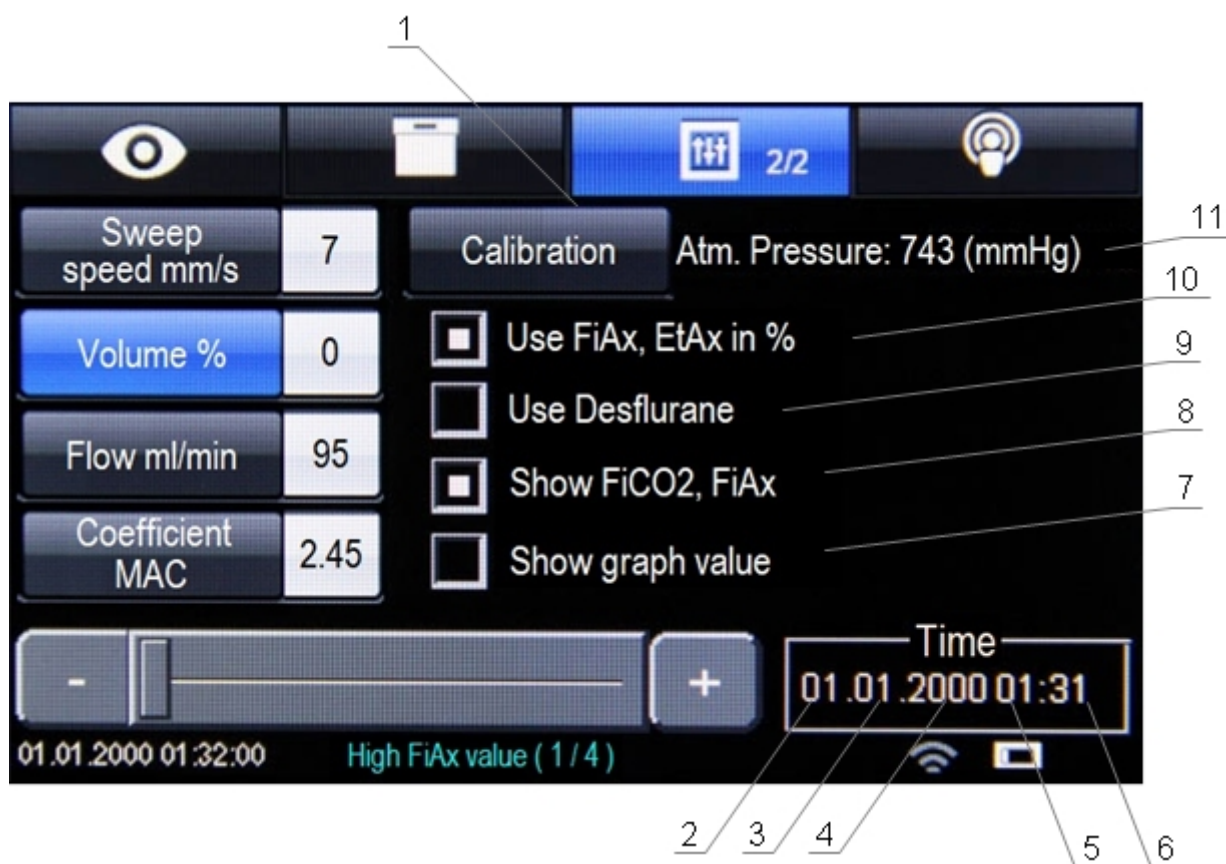 1
2/2
Sweep
speed mm/s
7
Calibration
Atm. Pressure: 743 (mmHg)
11
10
Volume %
0
Use FiAx, EtAx in %
9
Use Desflurane
8
Flow ml/min
95
Show FiCO2, FiAx
7
Coefficient
MAC
2.45
Show graph value
-
+
Time
01.01.2000 01:31
01.01.2000 01:32:00
High FiAx value ( 1 / 4 )
2
3
4
5
6